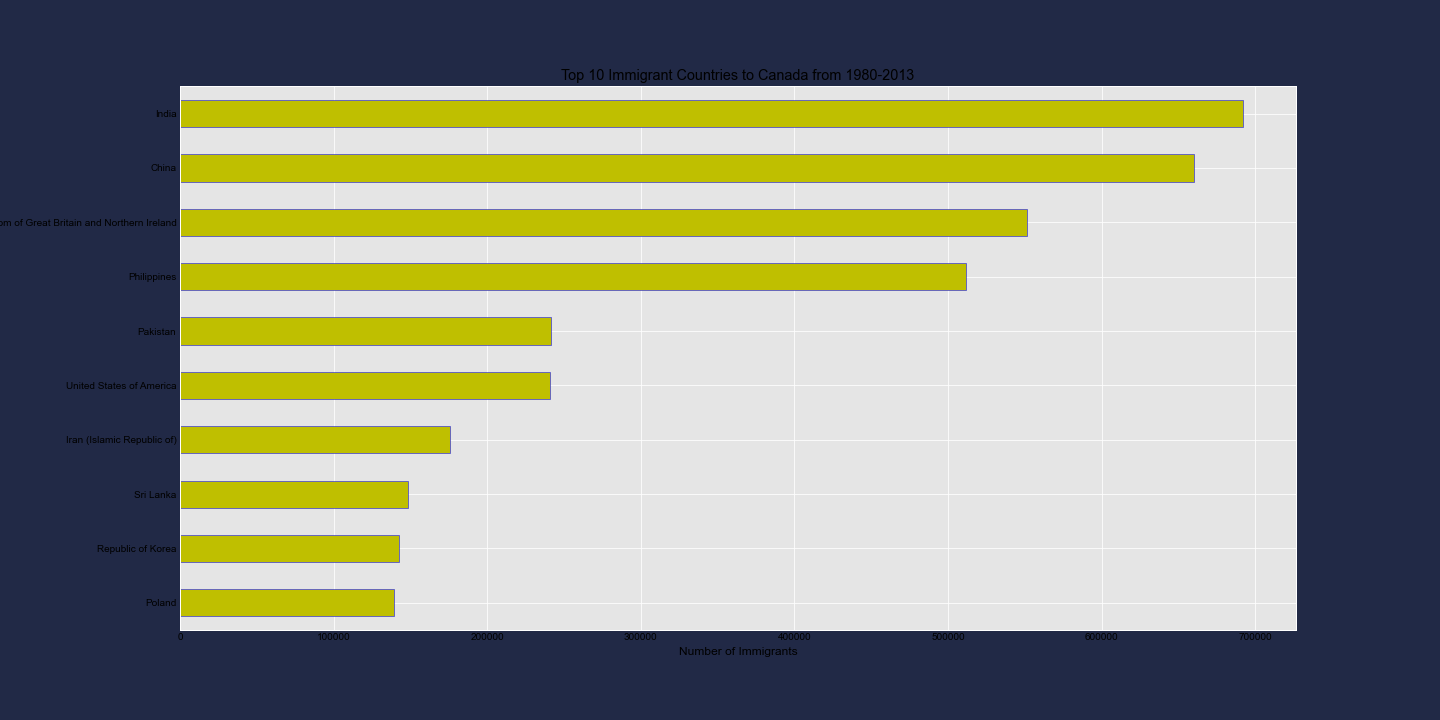 Top 10 Immigrant Countries to Canada from 1980-2013
India
China
of Great Britain and Northern Ireland
Philippines
Pakistan
United States of America
Iran (Islamic Republic of)
Sri Lanka
Republic of Korea
Poland
0 100000 200000 300000 400000 500000 600000 700000
Number of Immigrants